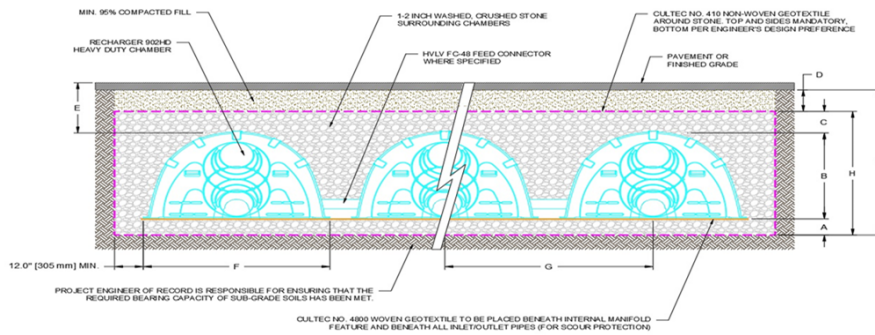 MIN. 95% COMPACTED FILL
1-2 INCH WASHED, CRUSHED STONE
SURROUNDING CHAMBERS
CULTEC NO. 410 NON-WOVEN GEOTEXTILE
AROUND STONE. TOP AND SIDES MANDATORY,
BOTTOM PER ENGINEER'S DESIGN PREFERENCE
RECHARGER 902HD
HEAVY DUTY CHAMBER
HVLV FC-48 FEED CONNECTOR
WHERE SPECIFIED
PAVEMENT OR
FINISHED GRADE
D
E
C
B
H
A
12.0" [305 mm] MIN.
F
G
PROJECT ENGINEER OF RECORD IS RESPONSIBLE FOR ENSURING THAT THE
REQUIRED BEARING CAPACITY OF SUB-GRADE SOILS HAS BEEN MET.
CULTEC NO. 4800 WOVEN GEOTEXTILE TO BE PLACED BENEATH INTERNAL MANIFOLD
FEATURE AND BENEATH ALL INLET/OUTLET PIPES (FOR SCOUR PROTECTION)